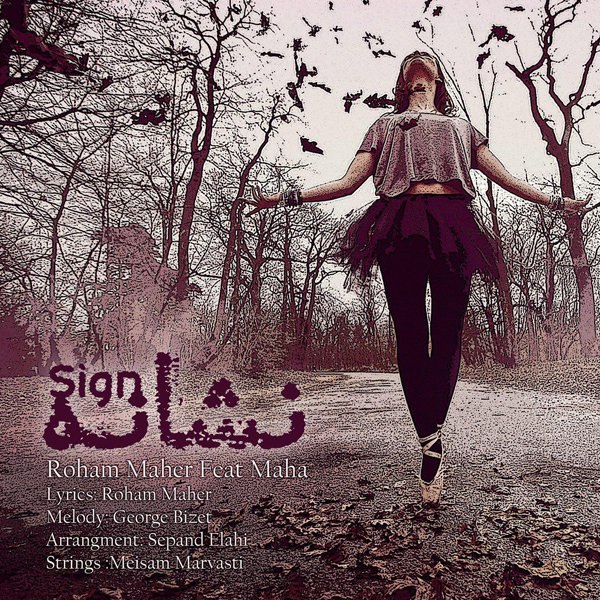 Sign
نشانه
Roham Maher Feat Maha
Lyrics: Roham Maher
Melody: George Bizet
Arrangment: Sepand Elahi
Strings :Meisam Marvasti